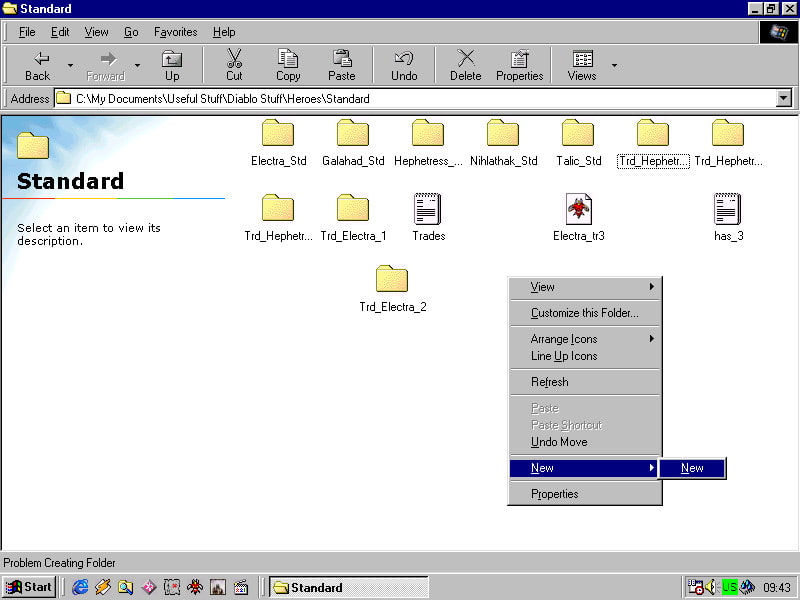 Standard
File Edit View Go Favorites Help
Back Forward Up Cut Copy Paste Undo Delete Properties Views
Address C:\My Documents\Useful Stuff\Diablo Stuff\Heroes\Standard
Electra_Std Galahad_Std Hephetress_... Nihlathak_Std Talic_Std Trd_Hephetr... Trd_Hephetr...
Standard
Select an item to view its
description.
Trd_Hephetr... Trd_Electra_1 Trades Electra_tr3 has_3
Trd_Electra_2
View
Customize this Folder...
Arrange Icons
Line Up Icons
Refresh
Paste
Paste Shortcut
Undo Move
New New
Properties
Problem Creating Folder
Start Standard US 09:43